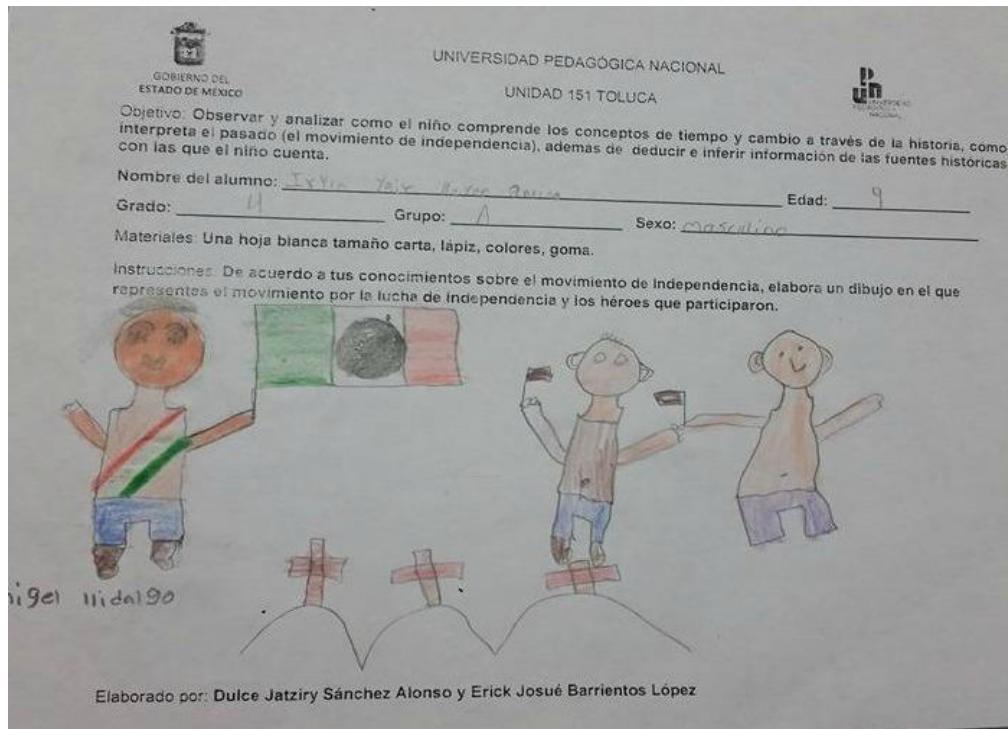 GOBIERNO DEL
ESTADO DE MÉXICO
UNIVERSIDAD PEDAGÓGICA NACIONAL
UNIDAD 151 TOLUCA
UNIVERSIDAD
PEDAGÓGICA
NACIONAL
Objetivo: Observar y analizar como el niño comprende los conceptos de tiempo y cambio a través de la historia, cómo
interpreta el pasado (el movimiento de independencia), ademas de deducir e inferir información de las fuentes históricas
con las que el niño cuenta.
Nombre del alumno: Edad: 9
Grado: 4 Grupo: A Sexo: masculino
Materiales: Una hoja blanca tamaño carta, lápiz, colores, goma.
Instrucciones: De acuerdo a tus conocimientos sobre el movimiento de Independencia, elabora un dibujo en el que
representes el movimiento por la lucha de Independencia y los héroes que participaron.
igel Hidalgo
Elaborado por: Dulce Jatziry Sánchez Alonso y Erick Josué Barrientos López